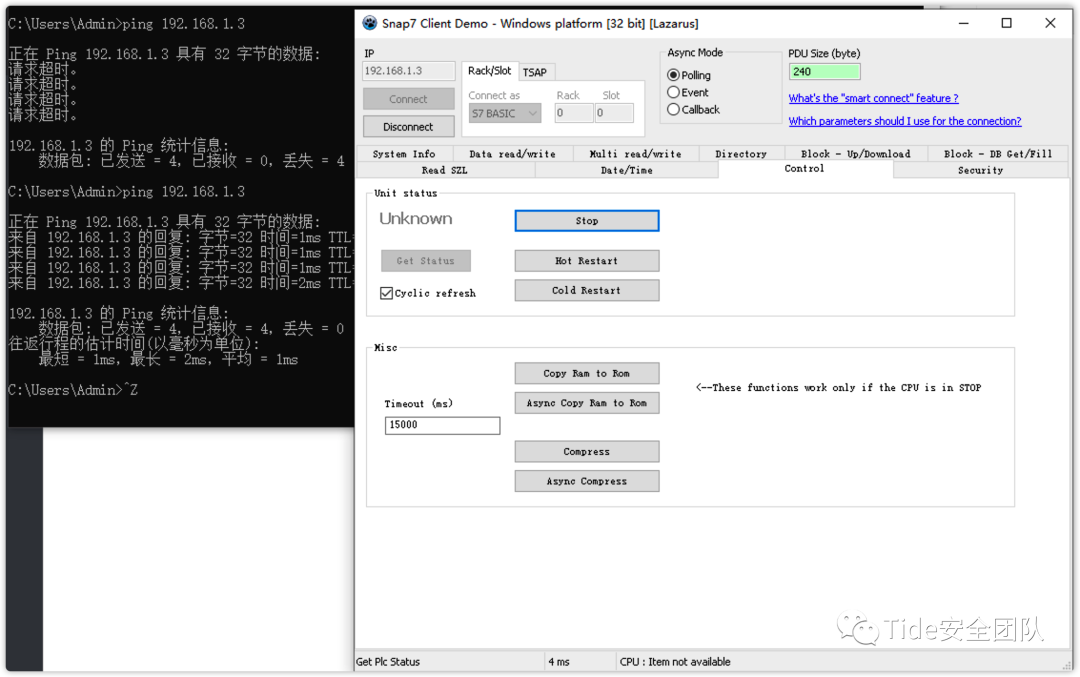 C:\Users\Admin>ping 192.168.1.3
正在 Ping 192.168.1.3 具有 32 字节的数据:
请求超时。
请求超时。
请求超时。
请求超时。
192.168.1.3 的 Ping 统计信息:
数据包: 已发送 = 4, 已接收 = 0, 丢失 = 4
C:\Users\Admin>ping 192.168.1.3
正在 Ping 192.168.1.3 具有 32 字节的数据:
来自 192.168.1.3 的回复: 字节=32 时间=1ms TTL
来自 192.168.1.3 的回复: 字节=32 时间=1ms TTL
来自 192.168.1.3 的回复: 字节=32 时间=1ms TTL
来自 192.168.1.3 的回复: 字节=32 时间=2ms TTL
192.168.1.3 的 Ping 统计信息:
数据包: 已发送 = 4, 已接收 = 4, 丢失 = 0
往返行程的估计时间(以毫秒为单位):
最短 = 1ms, 最长 = 2ms, 平均 = 1ms
C:\Users\Admin>^Z
Snap7 Client Demo - Windows platform [32 bit] [Lazarus]
IP
192.168.1.3
Connect
Disconnect
Rack/Slot TSAP
Connect as Rack Slot
S7 BASIC 0 0
Async Mode
Polling
Event
Callback
PDU Size (byte)
240
What's the "smart connect" feature ?
Which parameters should I use for the connection?
System Info Data read/write Multi read/write Directory Block - Up/Download Block - DB Get/Fill
Read SZL Date/Time Control Security
Unit status
Unknown
Stop
Get Status
Hot Restart
Cyclic refresh
Cold Restart
Misc
Copy Ram to Rom
<--These functions work only if the CPU is in STOP
Timeout (ms)
Async Copy Ram to Rom
15000
Compress
Async Compress
Tide安全团队
Get Plc Status 4 ms CPU : Item not available